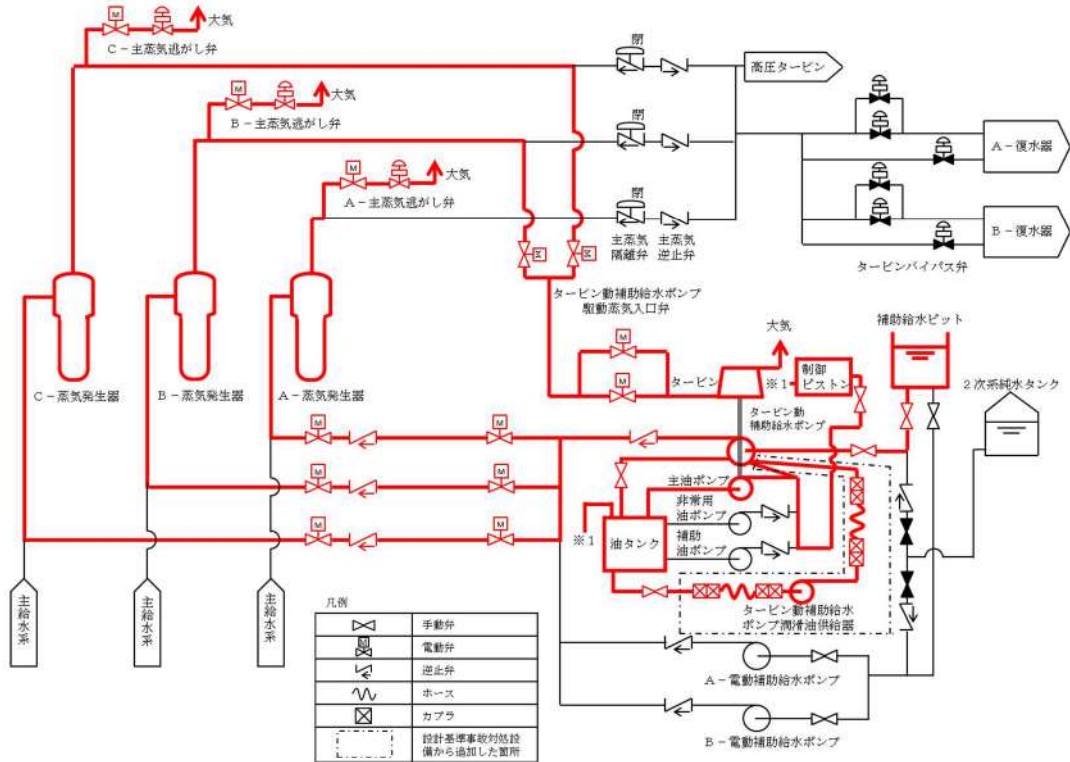 大気
M
C－主蒸気逃がし弁
大気
M
B－主蒸気逃がし弁
大気
M
A－主蒸気逃がし弁
閉
閉
閉
主蒸気
隔離弁
主蒸気
逆止弁
高圧タービン
A－復水器
B－復水器
タービンバイパス弁
M
M
タービン動補助給水ポンプ
駆動蒸気入口弁
C－蒸気発生器
B－蒸気発生器
A－蒸気発生器
M
M
タービン
大気
※1
制御
ピストン
補助給水ピット
2次系純水タンク
タービン動
補助給水ポンプ
M
M
M
M
M
M
主油ポンプ
非常用
油ポンプ
補助
油ポンプ
※1
油タンク
タービン動補助給水
ポンプ潤滑油供給器
A－電動補助給水ポンプ
B－電動補助給水ポンプ
主給水系
主給水系
主給水系
凡例
手動弁
M
電動弁
逆止弁
ホース
カプラ
設計基準事故対処設
備から追加した箇所